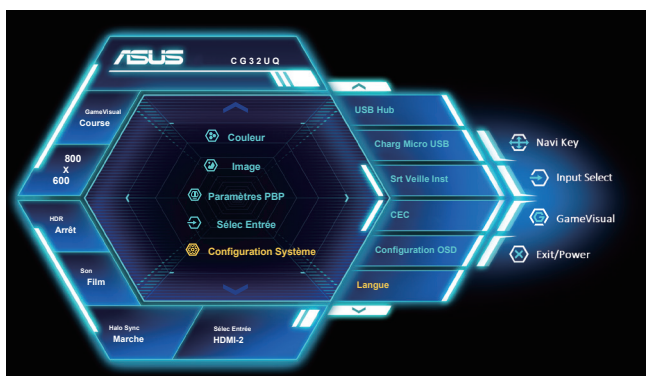 ASUS
CG32UQ
GameVisual
Course
800
X
600
HDR
Arrêt
Son
Film
Halo Sync
Marche
Sélec Entrée
HDMI-2
Couleur
Image
Paramètres PBP
Sélec Entrée
Configuration Système
USB Hub
Charg Micro USB
Srt Veille Inst
CEC
Configuration OSD
Langue
Navi Key
Input Select
GameVisual
Exit/Power